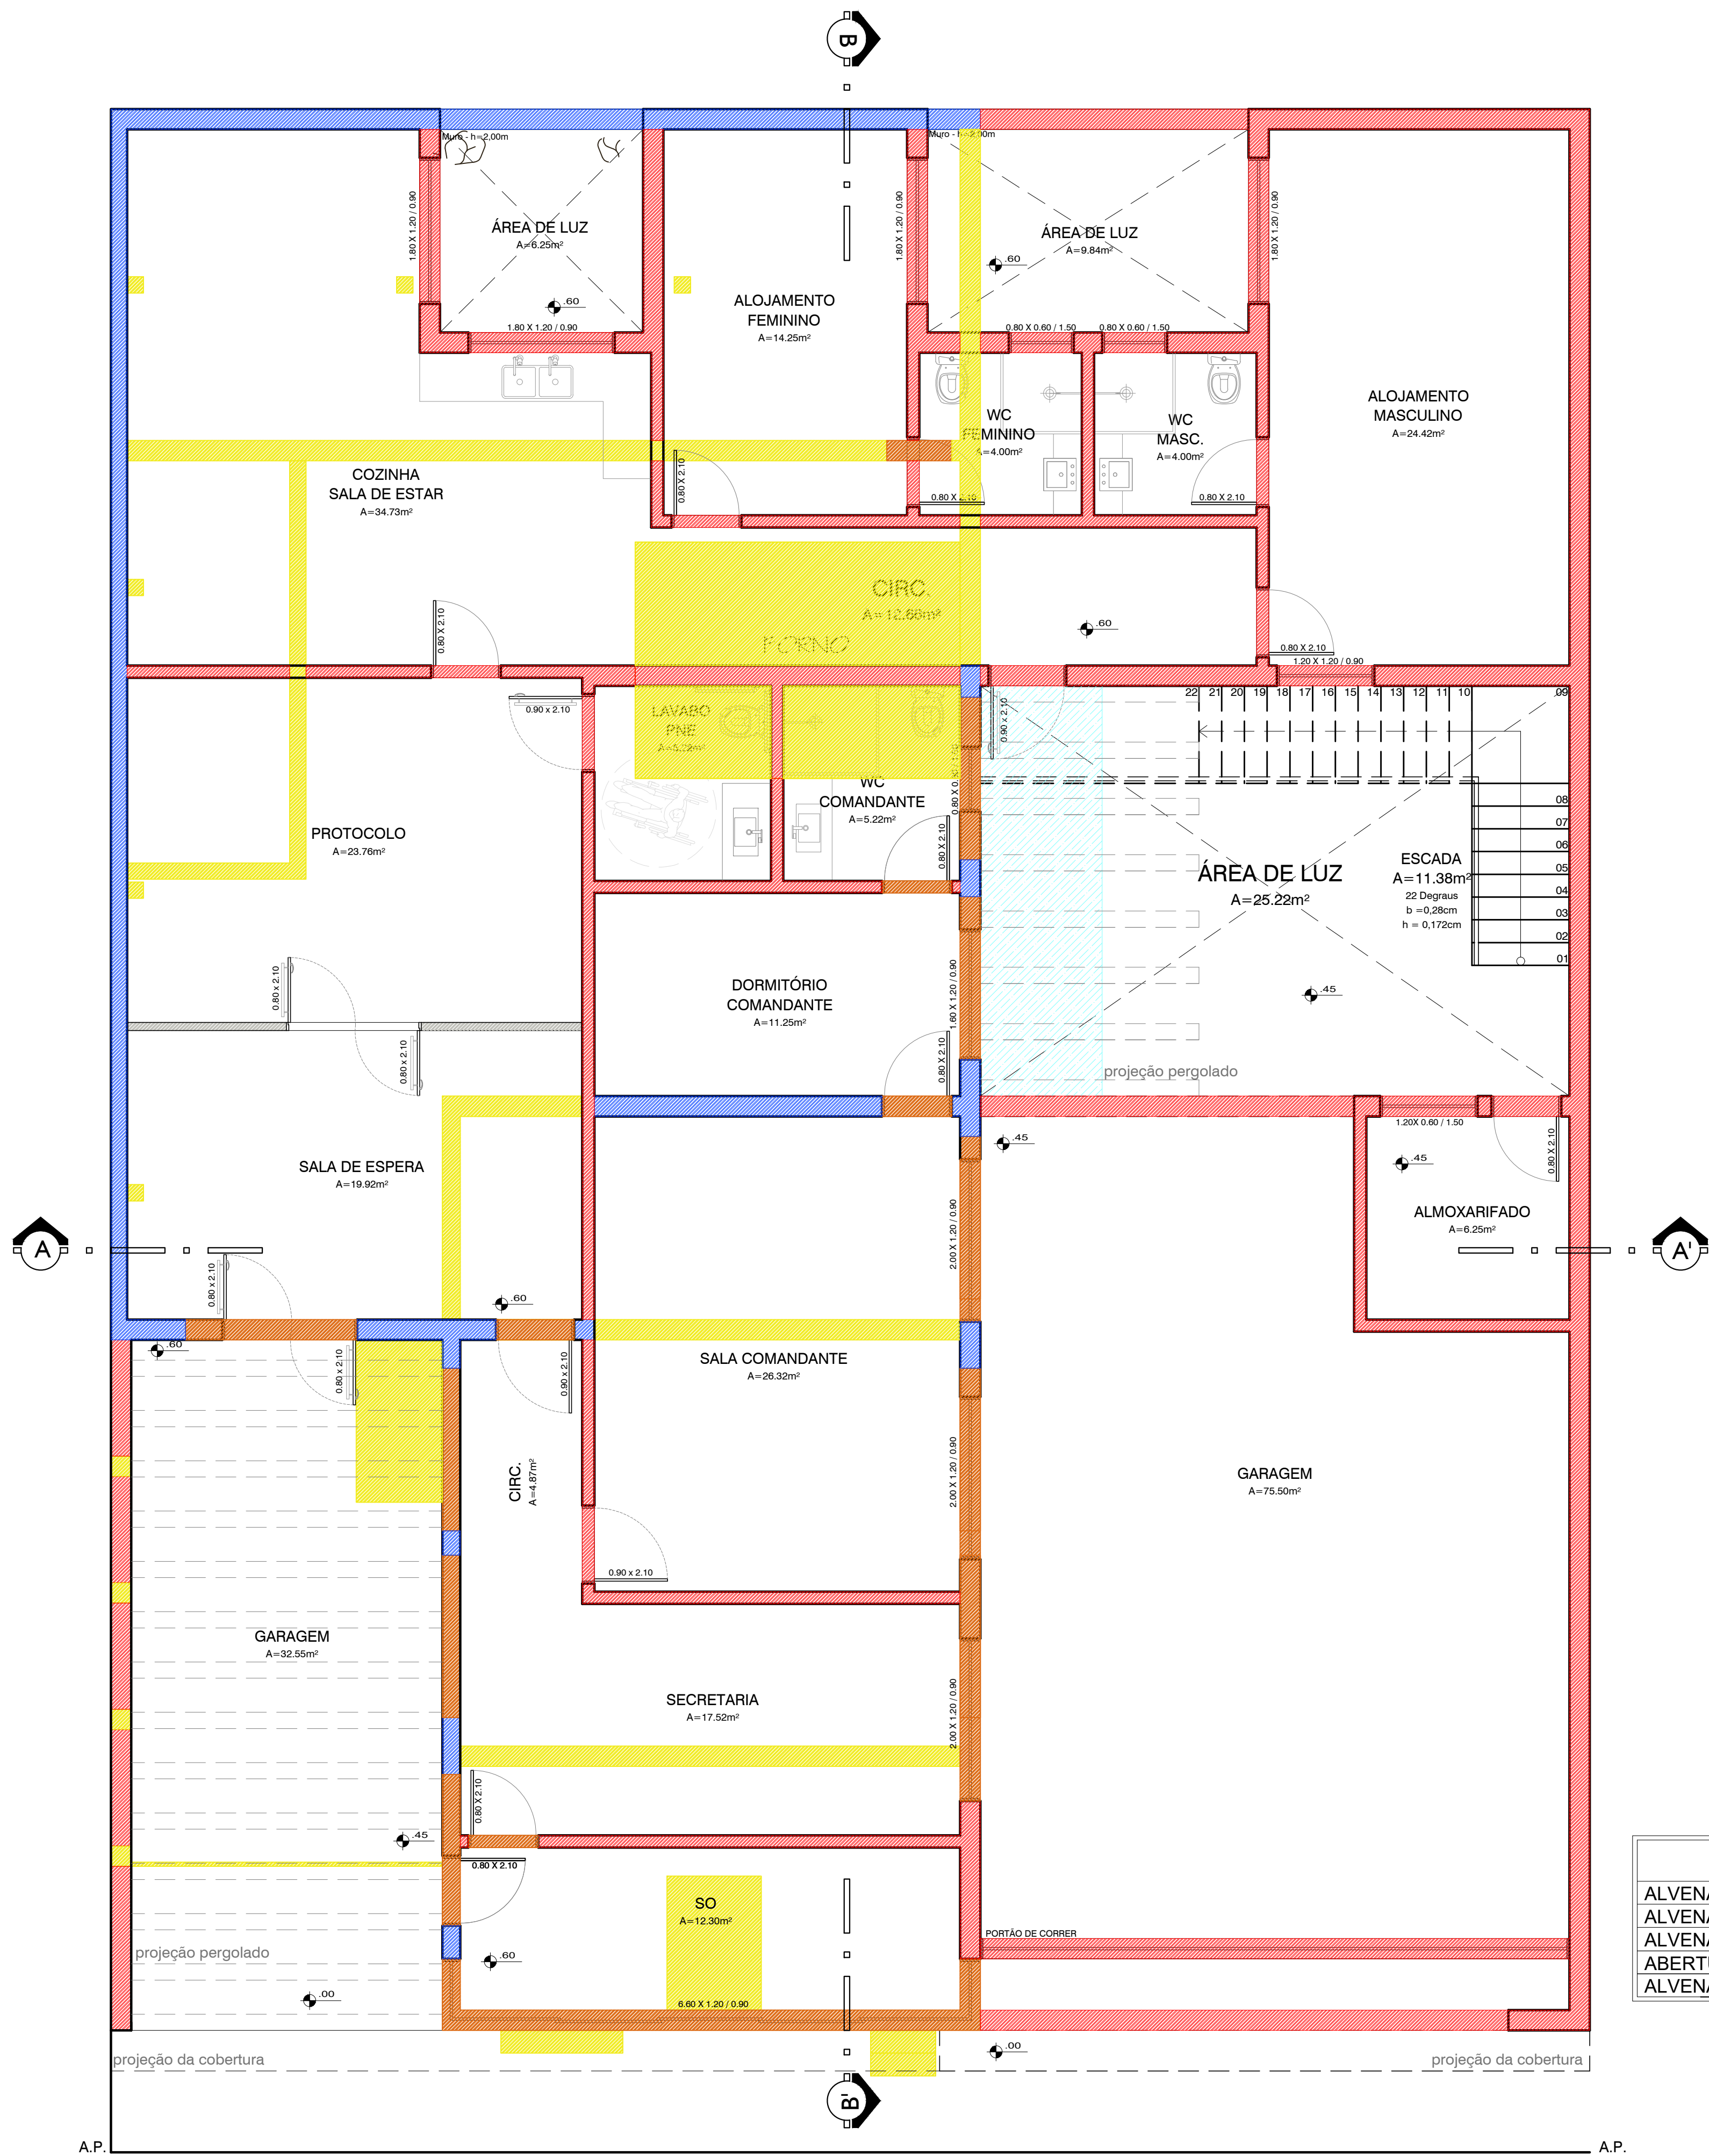 B
Muro - h=2,00m
Muro - h=2,00m
1.80 X 1.20 / 0.90
ÁREA DE LUZ
A=6.25m²
.60
1.80 X 1.20 / 0.90
ALOJAMENTO
FEMININO
A=14.25m²
1.80 X 1.20 / 0.90
ÁREA DE LUZ
A=9.84m²
.60
1.80 X 1.20 / 0.90
0.80 X 0.60 / 1.50
0.80 X 0.60 / 1.50
ALOJAMENTO
MASCULINO
A=24.42m²
WC
FEMININO
A=4.00m²
WC
MASC.
A=4.00m²
COZINHA
SALA DE ESTAR
A=34.73m²
0.80 X 2.10
0.80 X 2.10
0.80 X 2.10
CIRC.
A=12.66m²
FORNO
0.80 X 2.10
.60
0.80 X 2.10
1.20 X 1.20 / 0.90
22
21
20
19
18
17
16
15
14
13
12
11
10
09
0.90 x 2.10
LAVABO
PNE
0.90 x 2.10
WC
COMANDANTE
A=5.22m²
0.80 X 2.10
PROTOCOLO
A=23.76m²
08
07
06
05
04
03
02
01
ÁREA DE LUZ
A=25.22m²
ESCADA
A=11.38m²
22 Degraus
b =0,28cm
h = 0,172cm
0.80 x 2.10
DORMITÓRIO
COMANDANTE
A=11.25m²
1.60 X 1.20 / 0.90
.45
0.80 x 2.10
0.80 X 2.10
projeção pergolado
.45
1.20X 0.60 / 1.50
.45
0.80 X 2.10
SALA DE ESPERA
A=19.92m²
2.00 X 1.20 / 0.90
ALMOXARIFADO
A=6.25m²
A
A'
0.80 x 2.10
.60
.60
0.80 x 2.10
0.90 x 2.10
SALA COMANDANTE
A=26.32m²
CIRC.
A=4.87m²
2.00 X 1.20 / 0.90
GARAGEM
A=75.50m²
0.90 x 2.10
GARAGEM
A=32.55m²
SECRETARIA
A=17.52m²
2.00 X 1.20 / 0.90
0.80 X 2.10
.45
0.80 X 2.10
SO
A=12.30m²
PORTÃO DE CORRER
projeção pergolado
.60
.00
6.60 X 1.20 / 0.90
ALVENA
ALVENA
ALVENA
ABERTU
ALVENA
projeção da cobertura
.00
projeção da cobertura
B'
A.P.
A.P.